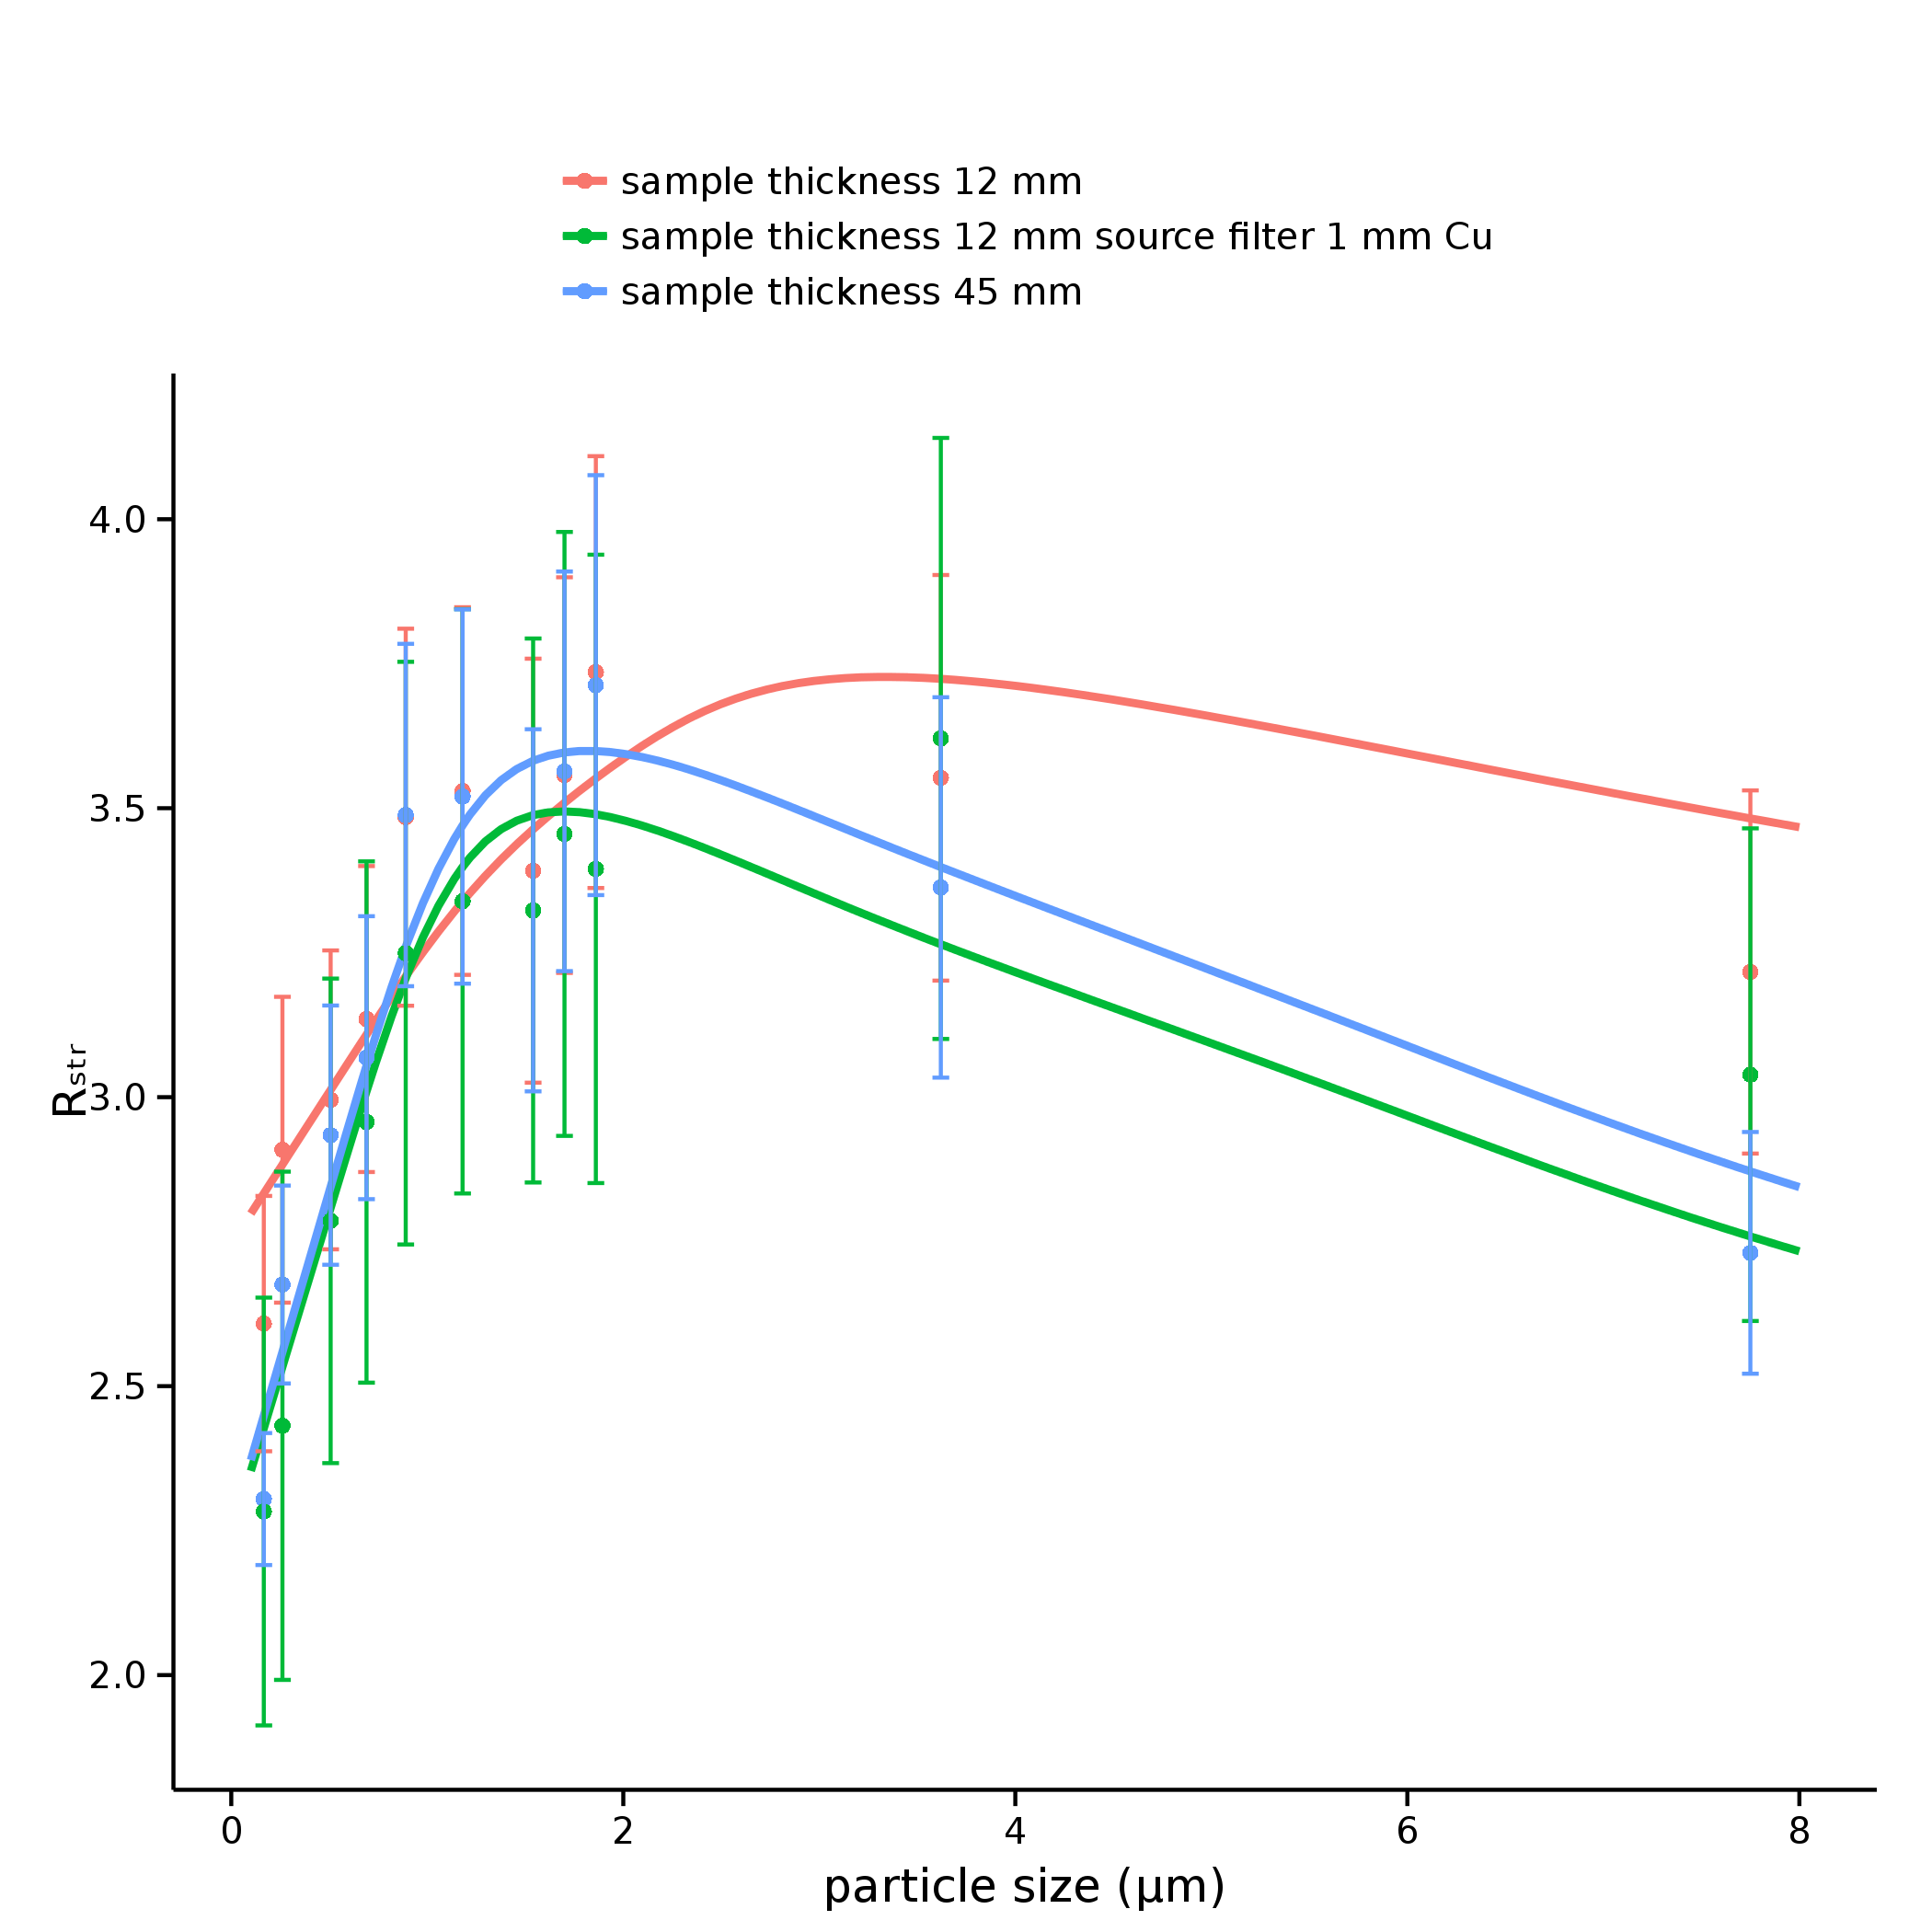 sample thickness 12 mm
sample thickness 12 mm source filter 1 mm Cu
sample thickness 45 mm
4.0
3.5
3.0
2.5
2.0
Rₛₜᵣ
0 2 4 6 8
particle size (µm)